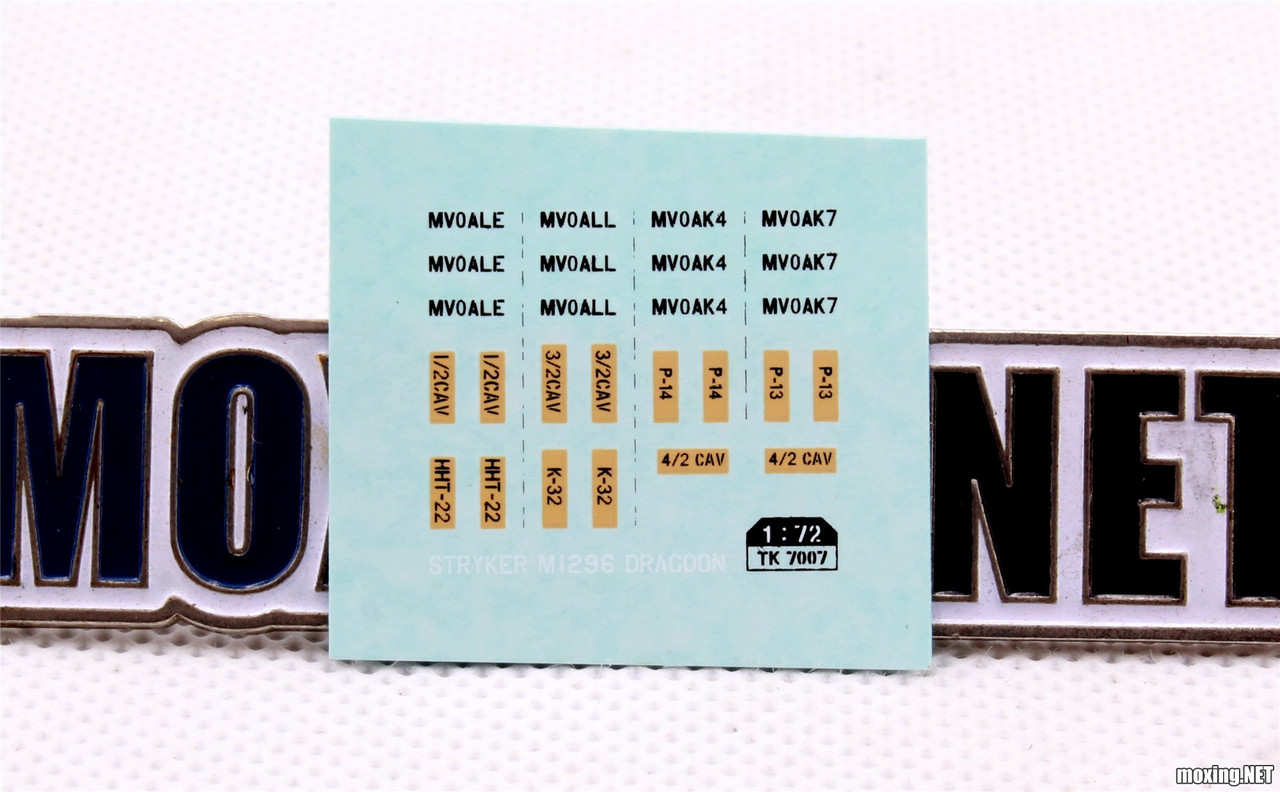 MV0ALE MV0ALL MV0AK4 MV0AK7
MV0ALE MV0ALL MV0AK4 MV0AK7
MV0ALE MV0ALL MV0AK4 MV0AK7
1/2CAV 1/2CAV 3/2CAV 3/2CAV P-14 P-14 P-13 P-13
HHT-22 HHT-22 K-32 K-32 4/2 CAV 4/2 CAV
STRYKER M1296 DRAGOON
1:72
TK 7007
MO NET
moxing.NET